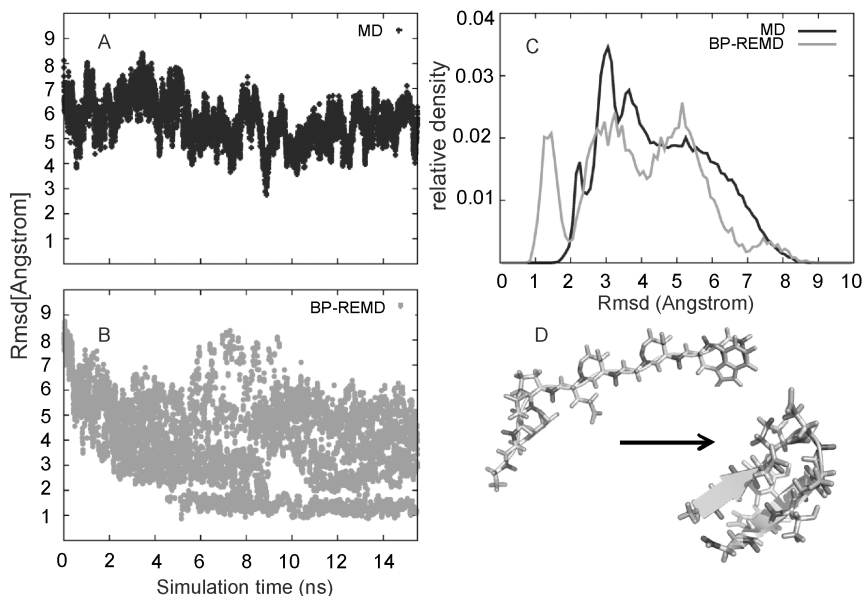 A
MD
9
8
7
6
5
4
3
2
1
Rmsd[Angstrom]
B
BP-REMD
9
8
7
6
5
4
3
2
1
0 2 4 6 8 10 12 14
Simulation time (ns)
C
MD
BP-REMD
0.04
0.03
0.02
0.01
relative density
0 1 2 3 4 5 6 7 8 9 10
Rmsd (Angstrom)
D